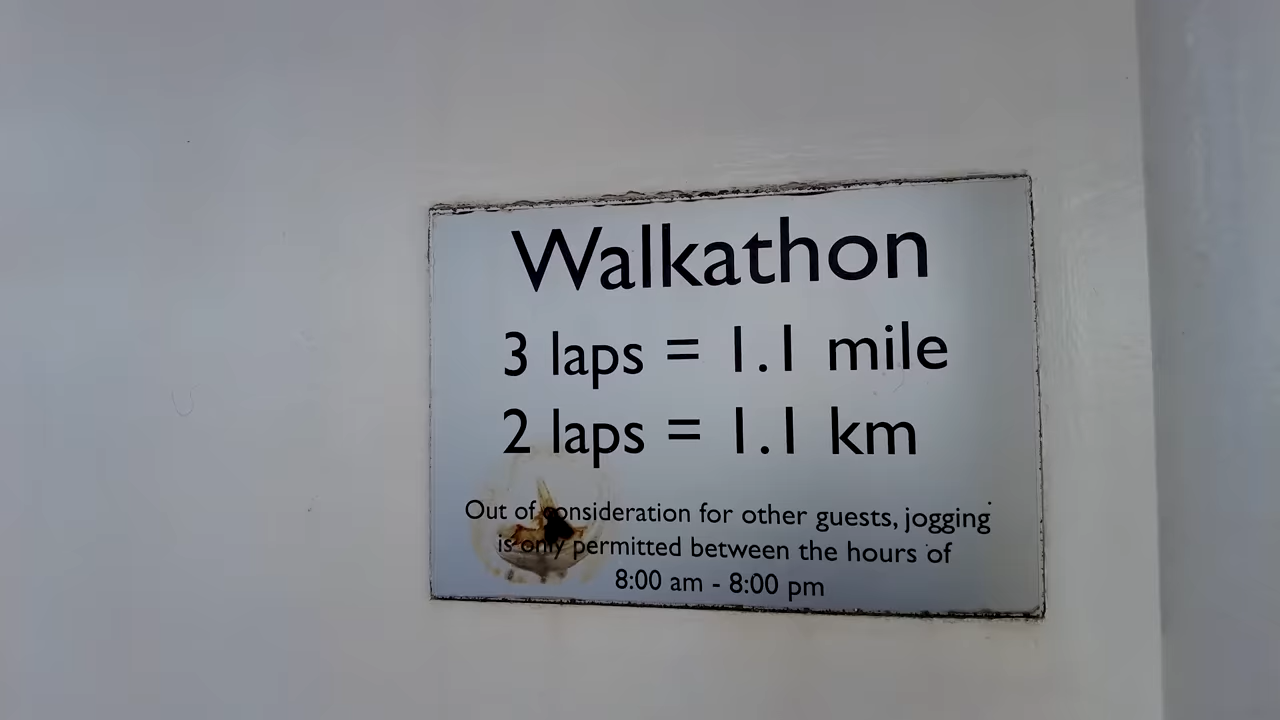 Walkathon
3 laps = 1.1 mile
2 laps = 1.1 km
Out of consideration for other guests, jogging
is only permitted between the hours of
8:00 am - 8:00 pm